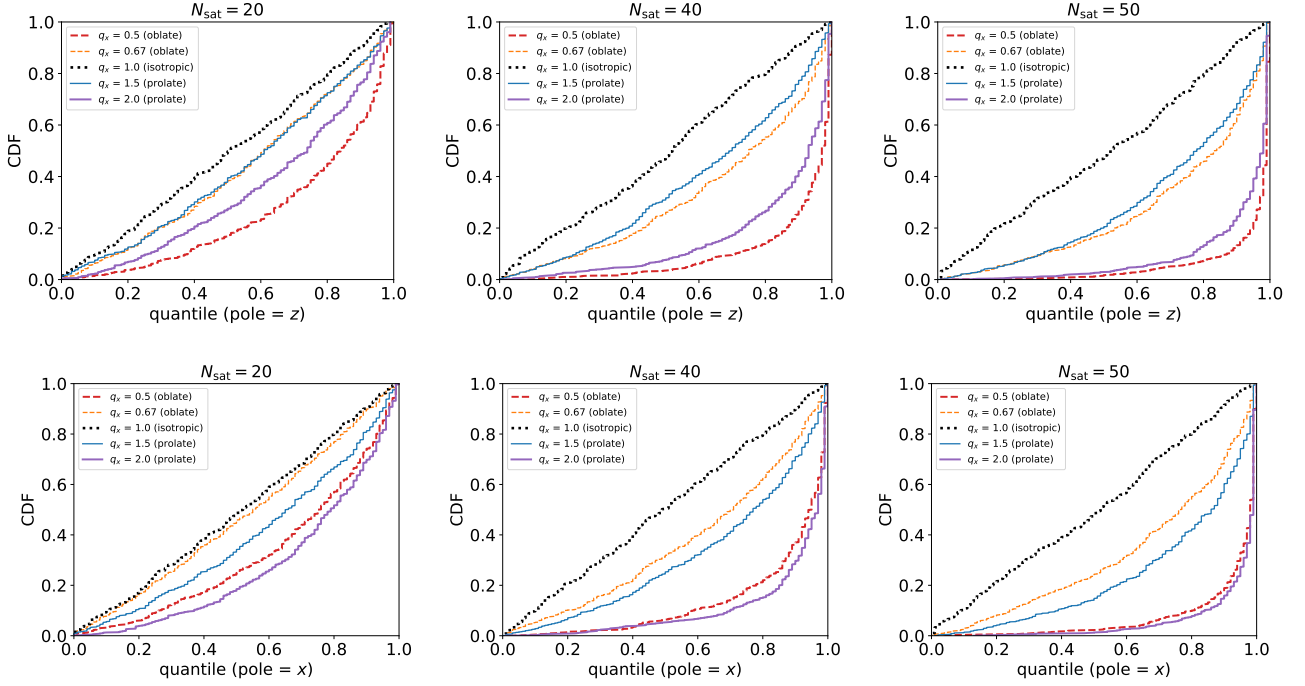 N_sat = 20
CDF
1.0
0.8
0.6
0.4
0.2
0.0
q_x = 0.5 (oblate)
q_x = 0.67 (oblate)
q_x = 1.0 (isotropic)
q_x = 1.5 (prolate)
q_x = 2.0 (prolate)
0.0 0.2 0.4 0.6 0.8 1.0
quantile (pole = z)
N_sat = 40
CDF
1.0
0.8
0.6
0.4
0.2
0.0
q_x = 0.5 (oblate)
q_x = 0.67 (oblate)
q_x = 1.0 (isotropic)
q_x = 1.5 (prolate)
q_x = 2.0 (prolate)
0.0 0.2 0.4 0.6 0.8 1.0
quantile (pole = z)
N_sat = 50
CDF
1.0
0.8
0.6
0.4
0.2
0.0
q_x = 0.5 (oblate)
q_x = 0.67 (oblate)
q_x = 1.0 (isotropic)
q_x = 1.5 (prolate)
q_x = 2.0 (prolate)
0.0 0.2 0.4 0.6 0.8 1.0
quantile (pole = z)
N_sat = 20
CDF
1.0
0.8
0.6
0.4
0.2
0.0
q_x = 0.5 (oblate)
q_x = 0.67 (oblate)
q_x = 1.0 (isotropic)
q_x = 1.5 (prolate)
q_x = 2.0 (prolate)
0.0 0.2 0.4 0.6 0.8 1.0
quantile (pole = x)
N_sat = 40
CDF
1.0
0.8
0.6
0.4
0.2
0.0
q_x = 0.5 (oblate)
q_x = 0.67 (oblate)
q_x = 1.0 (isotropic)
q_x = 1.5 (prolate)
q_x = 2.0 (prolate)
0.0 0.2 0.4 0.6 0.8 1.0
quantile (pole = x)
N_sat = 50
CDF
1.0
0.8
0.6
0.4
0.2
0.0
q_x = 0.5 (oblate)
q_x = 0.67 (oblate)
q_x = 1.0 (isotropic)
q_x = 1.5 (prolate)
q_x = 2.0 (prolate)
0.0 0.2 0.4 0.6 0.8 1.0
quantile (pole = x)